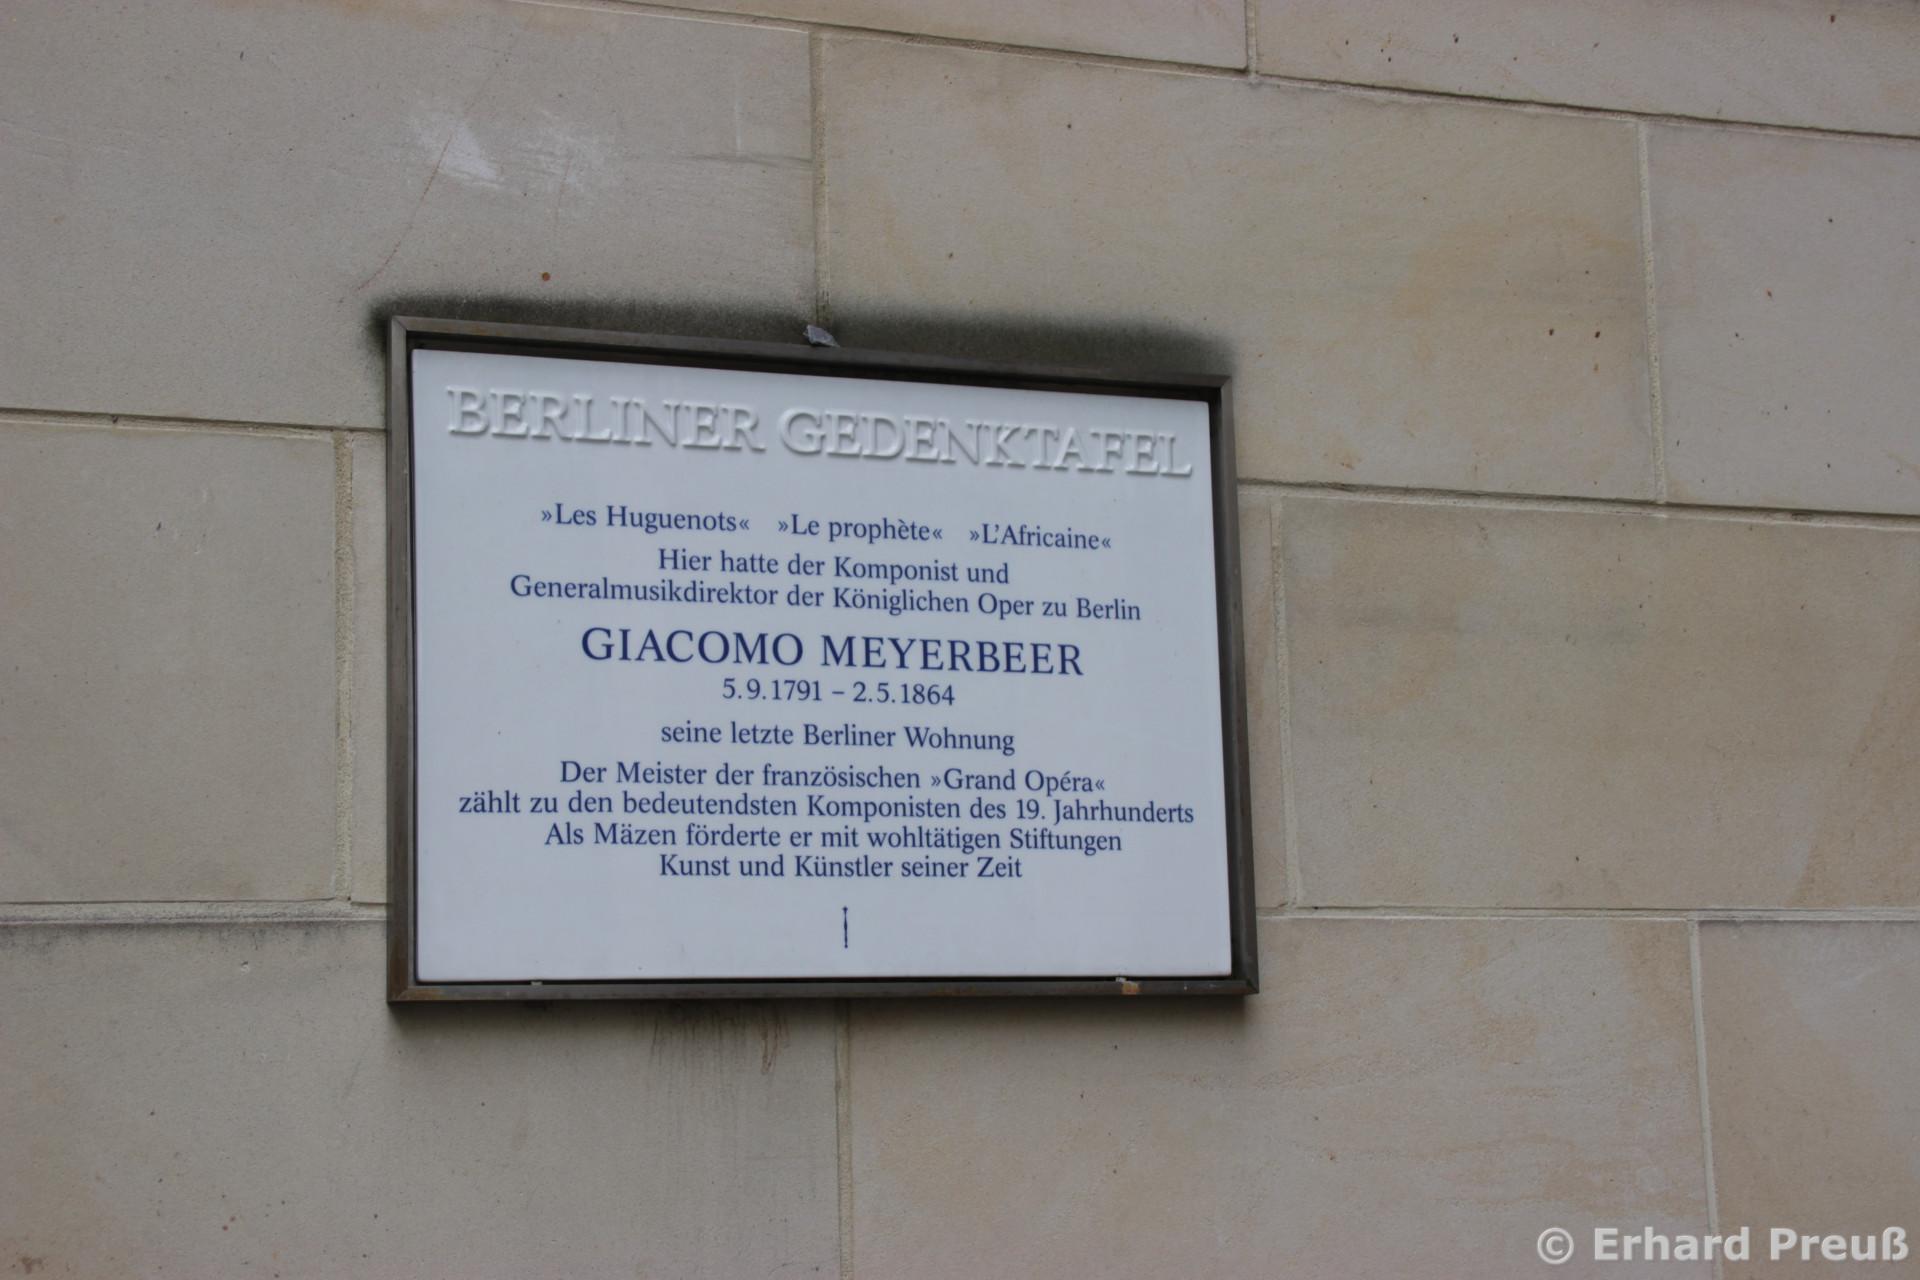 BERLINER GEDENKTAFEL
»Les Huguenots« »Le prophète« »L'Africaine«
Hier hatte der Komponist und
Generalmusikdirektor der Königlichen Oper zu Berlin
GIACOMO MEYERBEER
5.9.1791 – 2.5.1864
seine letzte Berliner Wohnung
Der Meister der französischen »Grand Opéra«
zählt zu den bedeutendsten Komponisten des 19. Jahrhunderts
Als Mäzen förderte er mit wohltätigen Stiftungen
Kunst und Künstler seiner Zeit
© Erhard Preuß